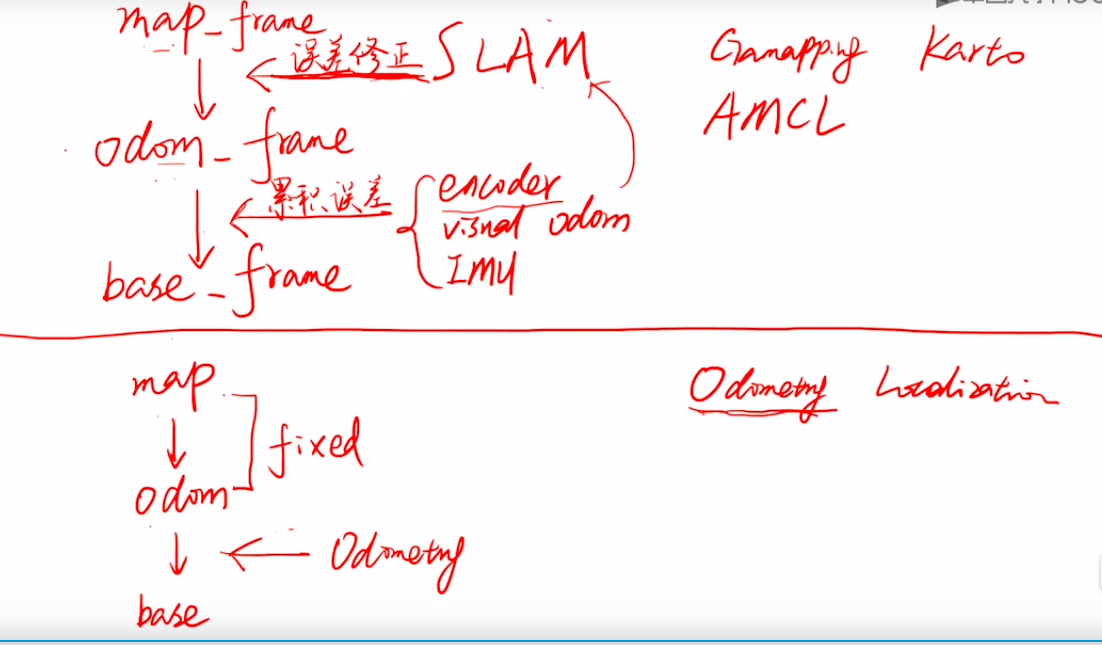 map_frame
误差修正 SLAM
Gmapping Karto
AMCL
odom_frame
累积误差
encoder
visual odom
IMU
base_frame
map
fixed
odom
Odometry
base
Odometry Localization